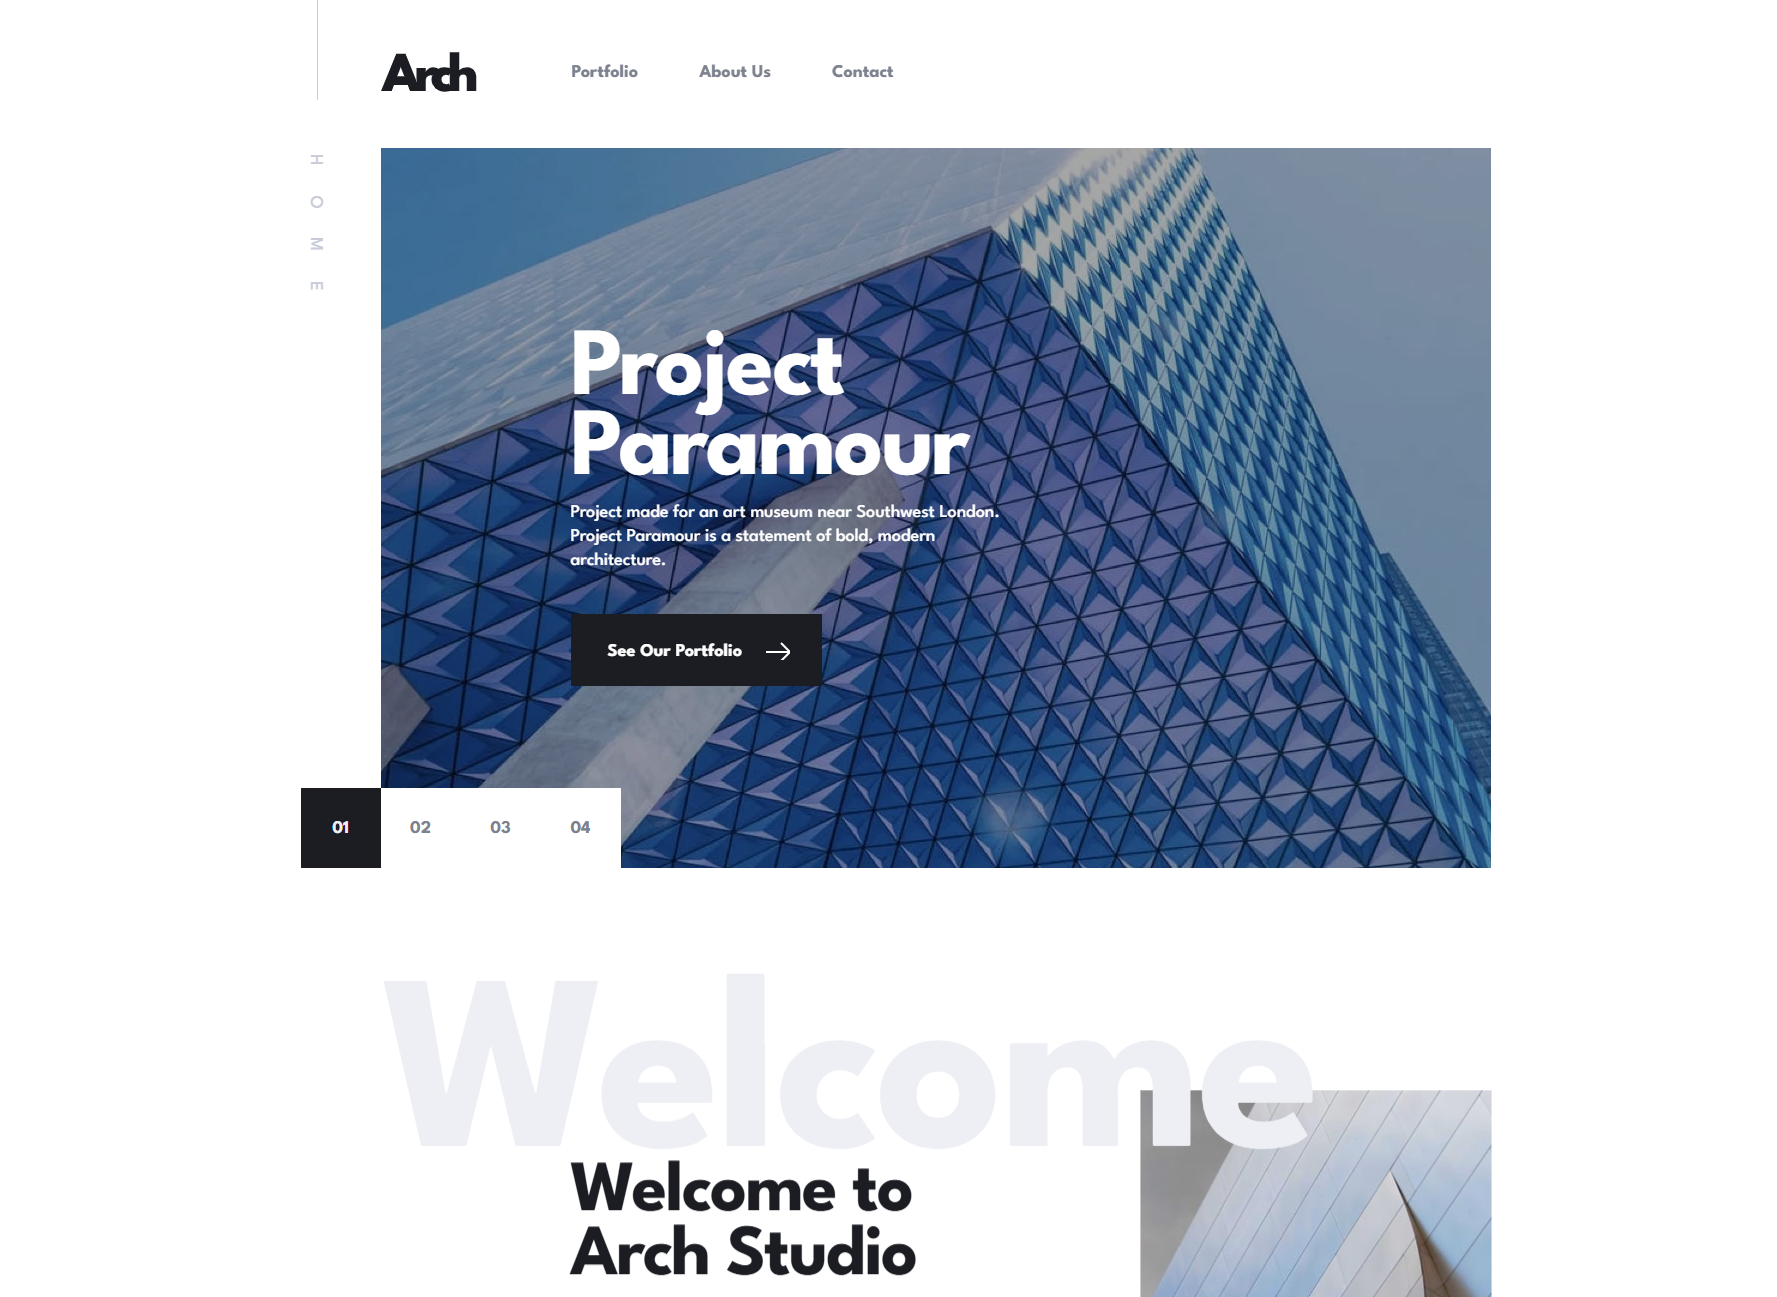 Arch
Portfolio
About Us
Contact
HOME
Project
Paramour
Project made for an art museum near Southwest London.
Project Paramour is a statement of bold, modern
architecture.
See Our Portfolio
01
02
03
04
Welcome
Welcome to
Arch Studio